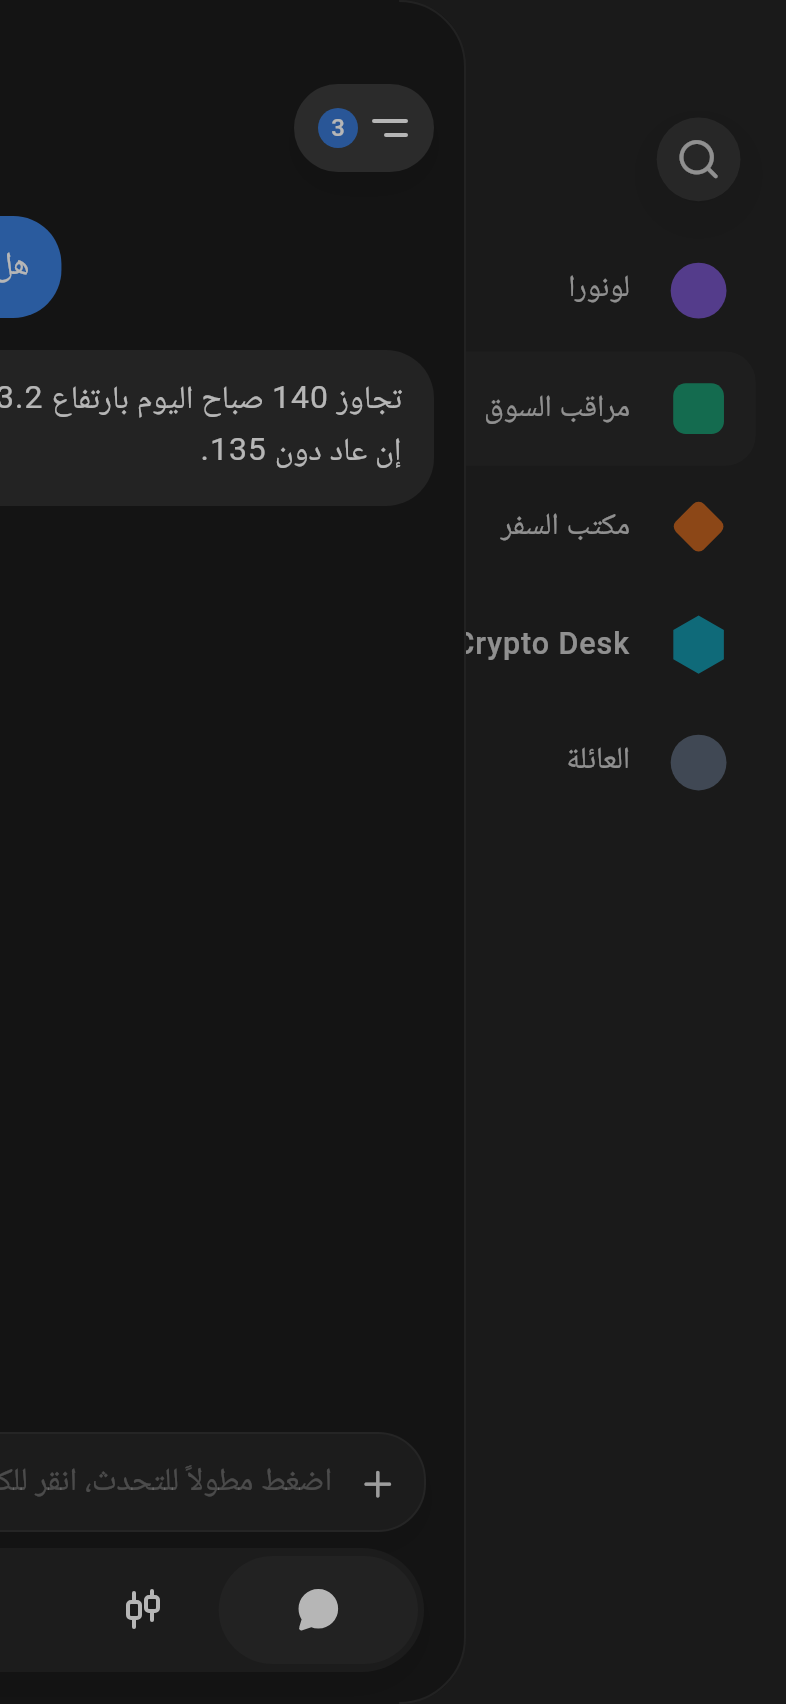 3
لونورا
هل
مراقب السوق
تجاوز 140 صباح اليوم بارتفاع 3.2
إن عاد دون 135.
مكتب السفر
Crypto Desk
العائلة
اضغط مطولاً للتحدث، انقر